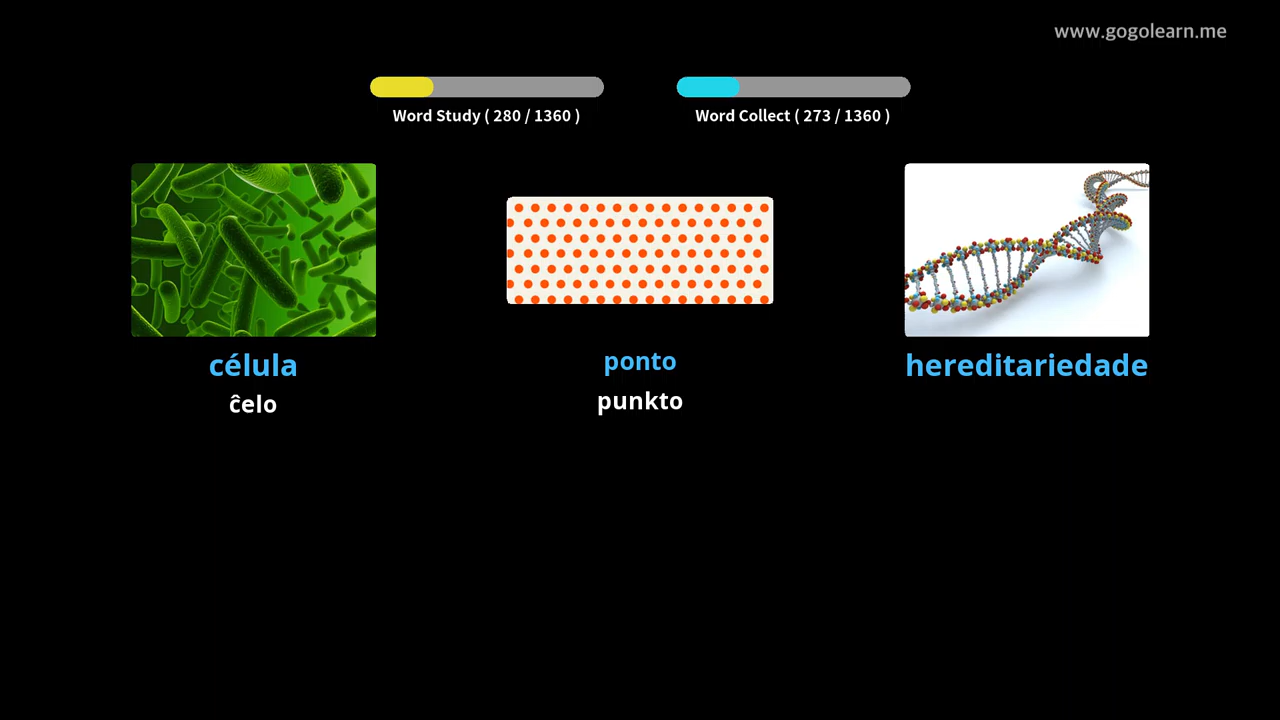 www.gogolearn.me
Word Study ( 280 / 1360 )
Word Collect ( 273 / 1360 )
célula
ĉelo
ponto
punkto
hereditariedade